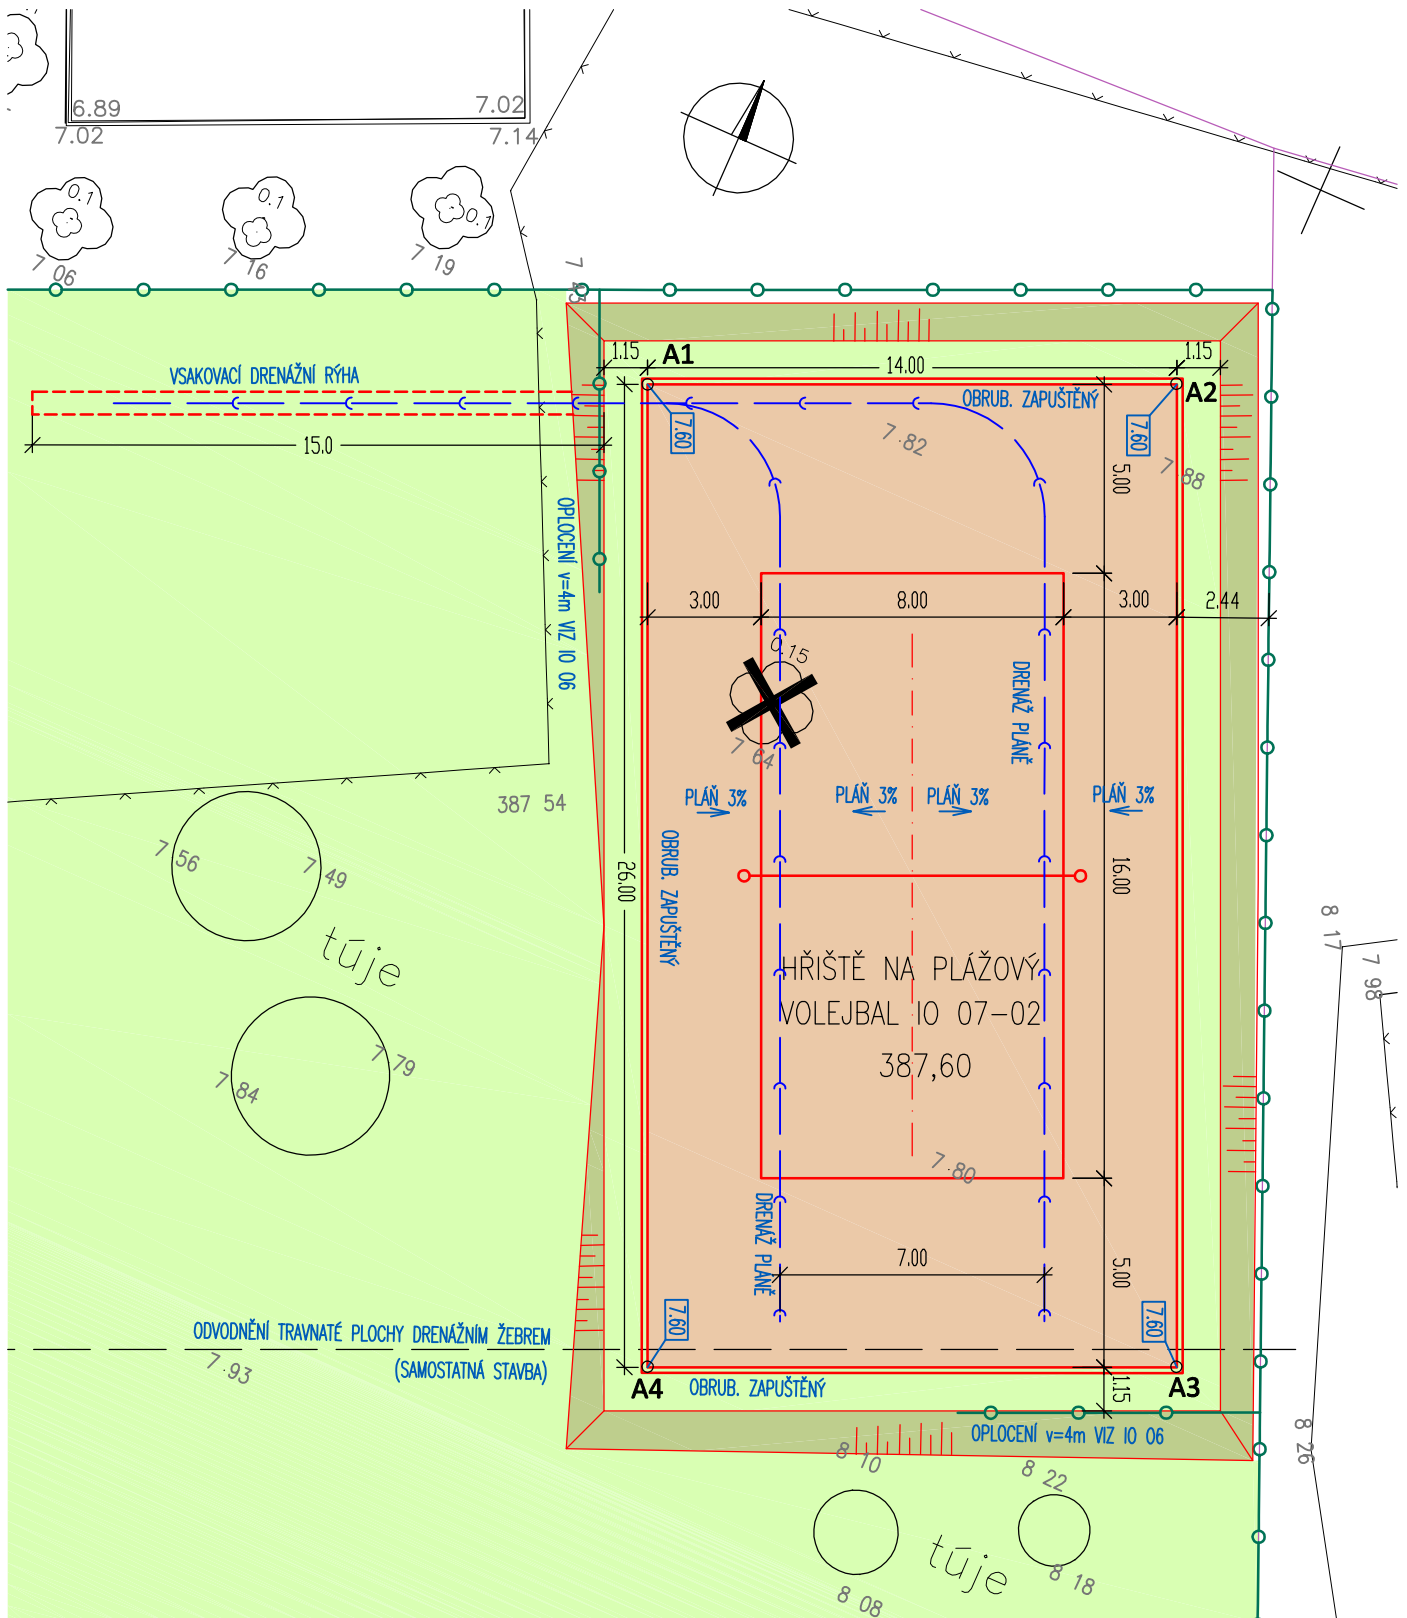 6.89
7.02
7.02
7.14
0.1
0.1
0.1
7 06
7 16
7 19
7 43
VSAKOVACÍ DRENÁŽNÍ RÝHA
1.15
A1
14.00
1.15
A2
OBRUB. ZAPUŠTĚNÝ
7.60
7.82
7.60
7 88
15.0
5.00
OPLOCENÍ v=4m VIZ IO 06
3.00
8.00
3.00
2.44
0.15
7 64
DRENÁŽ PLÁNĚ
387 54
PLÁŇ 3%
PLÁŇ 3%
PLÁŇ 3%
PLÁŇ 3%
7 56
7 49
túje
26.00
OBRUB. ZAPUŠTĚNÝ
16.00
8 17
7 98
HŘIŠTĚ NA PLÁŽOVÝ
VOLEJBAL IO 07-02
387,60
7 79
7 84
7.80
DRENÁŽ PLÁNĚ
7.00
5.00
7.60
7.60
ODVODNĚNÍ TRAVNATÉ PLOCHY DRENÁŽNÍM ŽEBREM
(SAMOSTATNÁ STAVBA)
7.93
A4
OBRUB. ZAPUŠTĚNÝ
A3
1.15
OPLOCENÍ v=4m VIZ IO 06
8 10
8 22
8 26
túje
8 08
8 18